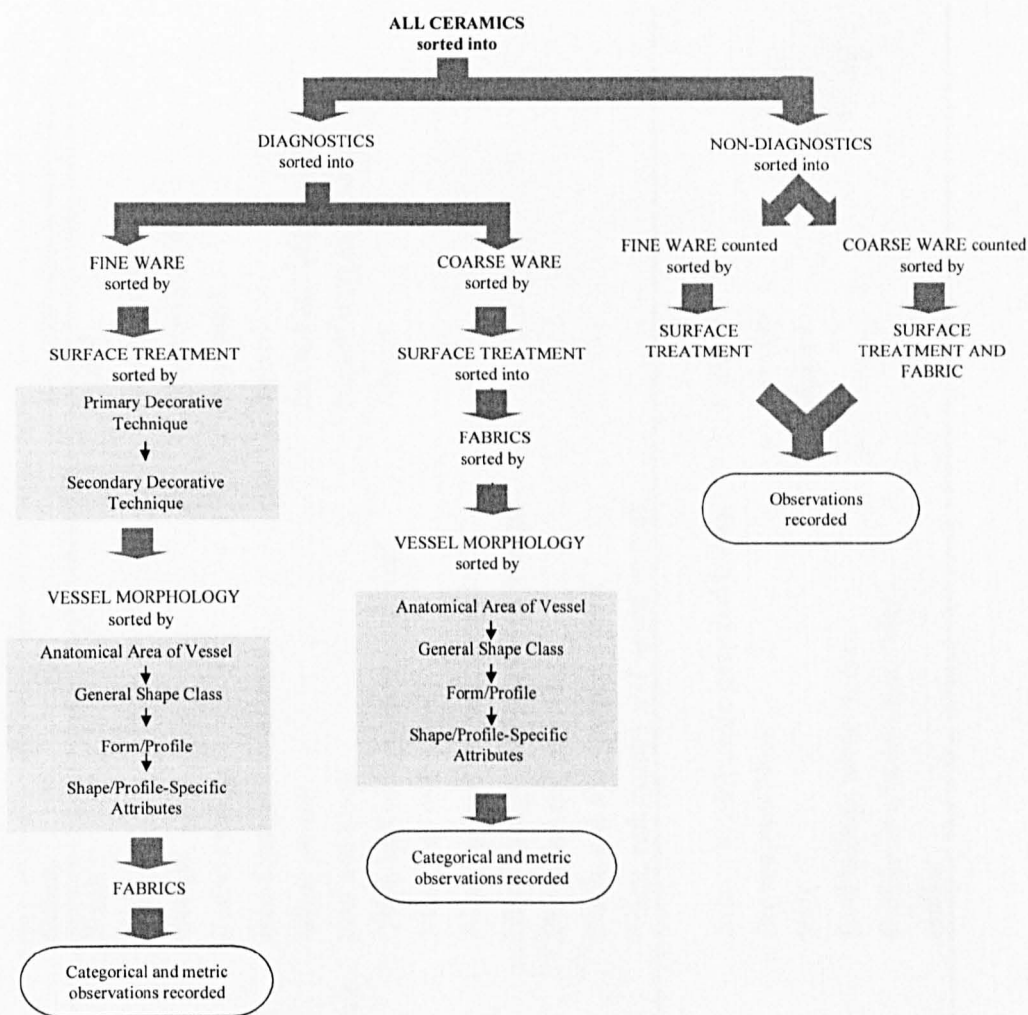 ALL CERAMICS
sorted into
DIAGNOSTICS
sorted into
FINE WARE
sorted by
SURFACE TREATMENT
sorted by
Primary Decorative
Technique
Secondary Decorative
Technique
VESSEL MORPHOLOGY
sorted by
Anatomical Area of Vessel
General Shape Class
Form/Profile
Shape/Profile-Specific
Attributes
FABRICS
Categorical and metric
observations recorded
COARSE WARE
sorted by
SURFACE TREATMENT
sorted into
FABRICS
sorted by
VESSEL MORPHOLOGY
sorted by
Anatomical Area of Vessel
General Shape Class
Form/Profile
Shape/Profile-Specific
Attributes
Categorical and metric
observations recorded
NON-DIAGNOSTICS
sorted into
FINE WARE counted
sorted by
SURFACE
TREATMENT
COARSE WARE counted
sorted by
SURFACE
TREATMENT AND
FABRIC
Observations
recorded